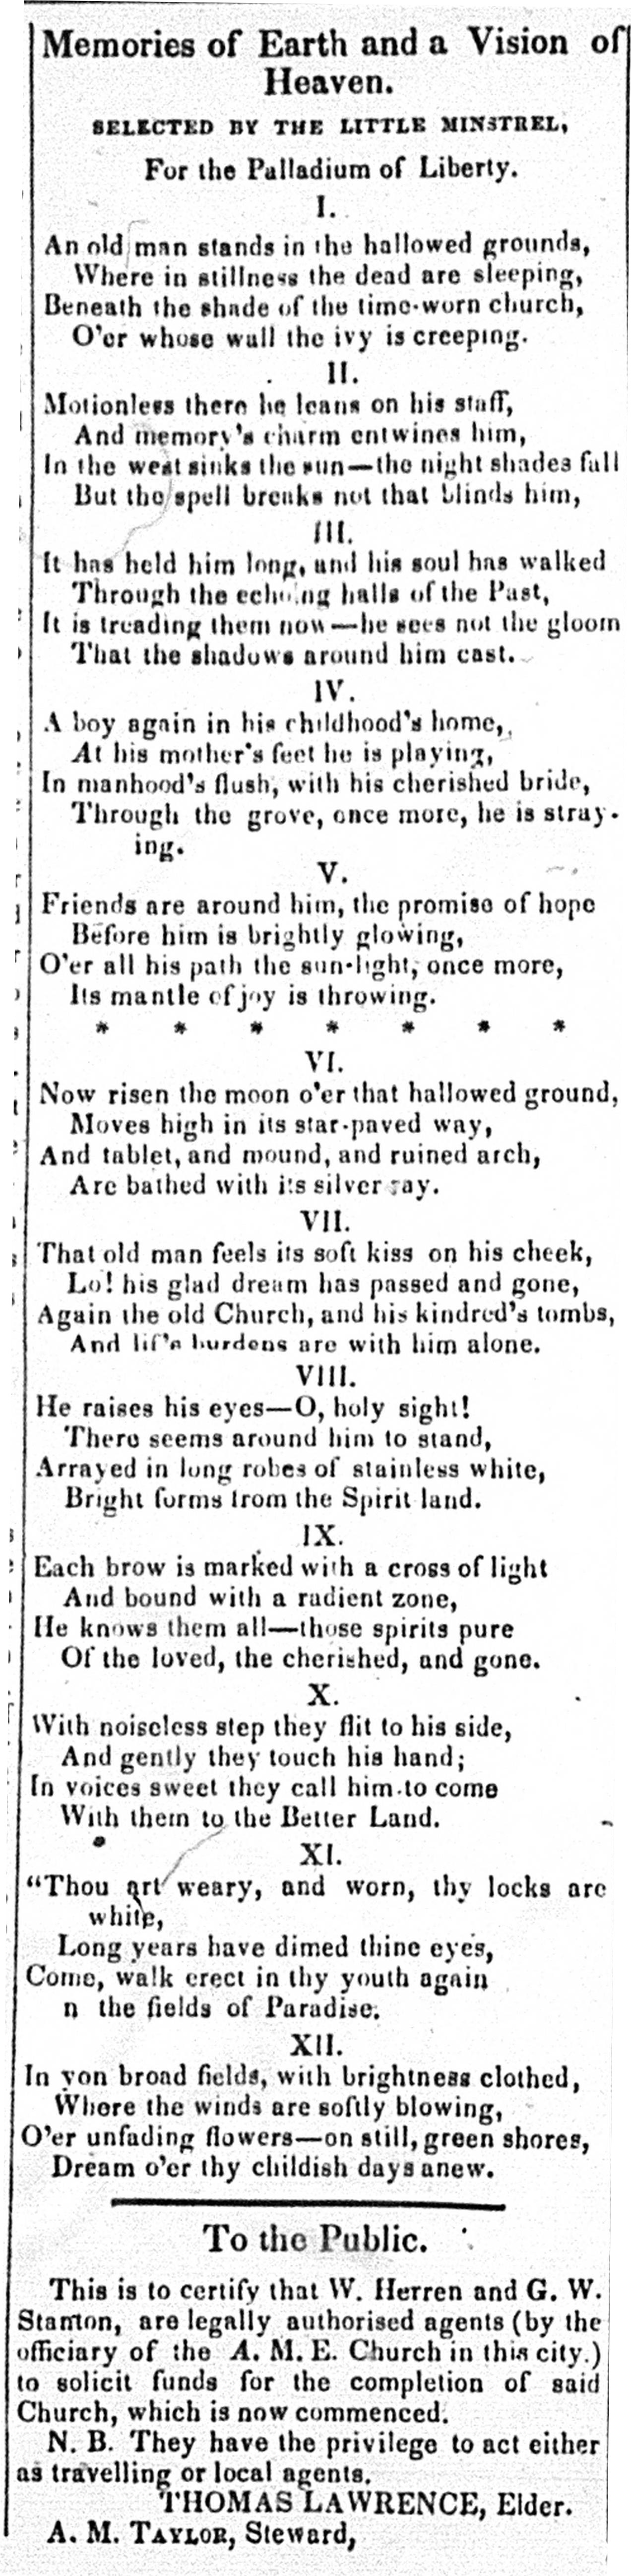 Memories of Earth and a Vision of
Heaven.
SELECTED BY THE LITTLE MINSTREL,
For the Palladium of Liberty.
I.
An old man stands in the hallowed grounds,
Where in stillness the dead are sleeping,
Beneath the shade of the time-worn church,
O'er whose wall the ivy is creeping.
II.
Motionless there he leans on his staff,
And memory's charm entwines him,
In the west sinks the sun—the night shades fall
But the spell breaks not that blinds him,
III.
It has held him long, and his soul has walked
Through the echoing halls of the Past,
It is treading them now—he sees not the gloom
That the shadows around him cast.
IV.
A boy again in his childhood's home,
At his mother's feet he is playing,
In manhood's flush, with his cherished bride,
Through the grove, once more, he is stray-
ing.
V.
Friends are around him, the promise of hope
Before him is brightly glowing,
O'er all his path the sun-light, once more,
Its mantle of joy is throwing.
* * * * * * *
VI.
Now risen the moon o'er that hallowed ground,
Moves high in its star-paved way,
And tablet, and mound, and ruined arch,
Are bathed with its silver ray.
VII.
That old man feels its soft kiss on his cheek,
Lo! his glad dream has passed and gone,
Again the old Church, and his kindred's tombs,
And lif's burdens are with him alone.
VIII.
He raises his eyes—O, holy sight!
There seems around him to stand,
Arrayed in long robes of stainless white,
Bright forms from the Spirit land.
IX.
Each brow is marked with a cross of light
And bound with a radient zone,
He knows them all—those spirits pure
Of the loved, the cherished, and gone.
X.
With noiseless step they flit to his side,
And gently they touch his hand;
In voices sweet they call him to come
With them to the Better Land.
XI.
"Thou art weary, and worn, thy locks are
white,
Long years have dimed thine eyes,
Come, walk erect in thy youth again
n the fields of Paradise.
XII.
In yon broad fields, with brightness clothed,
Where the winds are softly blowing,
O'er unfading flowers—on still, green shores,
Dream o'er thy childish days anew.
To the Public.
This is to certify that W. Herren and G. W.
Stanton, are legally authorised agents (by the
officiary of the A. M. E. Church in this city.)
to solicit funds for the completion of said
Church, which is now commenced.
N. B. They have the privilege to act either
as travelling or local agents.
THOMAS LAWRENCE, Elder.
A. M. TAYLOR, Steward,